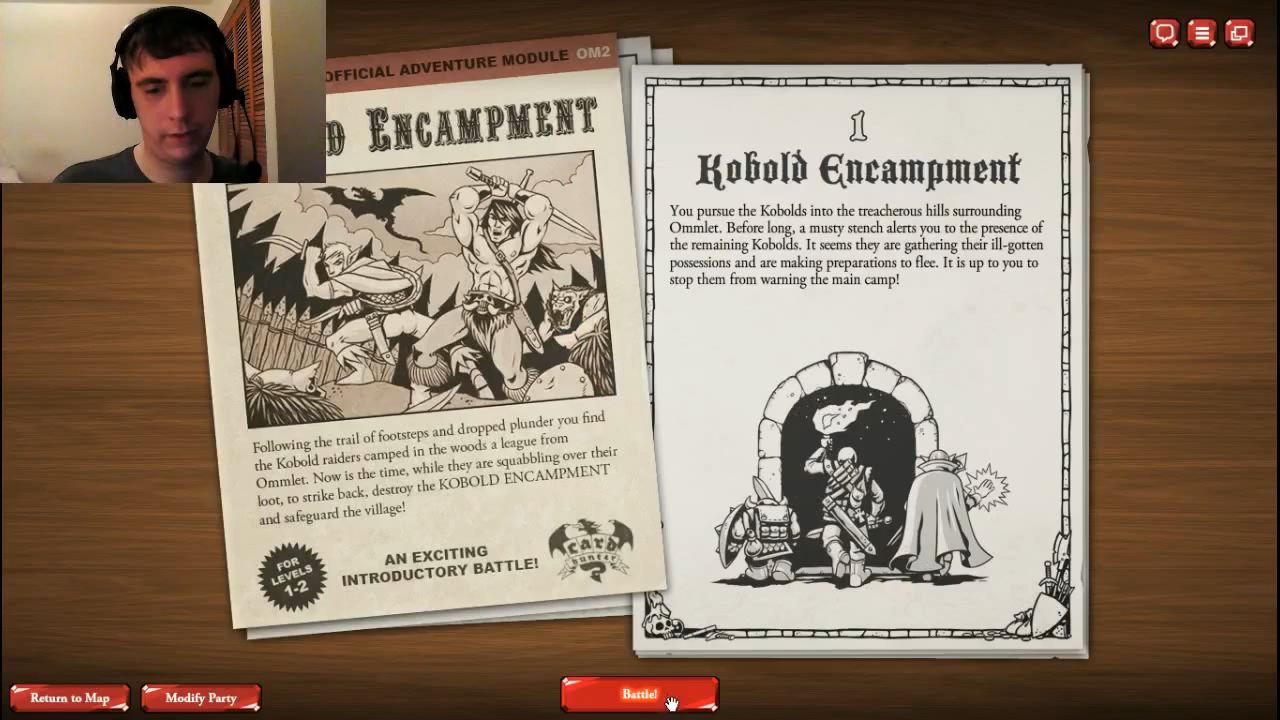 OFFICIAL ADVENTURE MODULE OM2
ENCAMPMENT
Following the trail of footsteps and dropped plunder you find
the Kobold raiders camped in the woods a league from
Ommlet. Now is the time, while they are squabbling over their
loot, to strike back, destroy the KOBOLD ENCAMPMENT
and safeguard the village!
FOR
LEVELS
1-2
AN EXCITING
INTRODUCTORY BATTLE!
card
hunter
1
Kobold Encampment
You pursue the Kobolds into the treacherous hills surrounding
Ommlet. Before long, a musty stench alerts you to the presence of
the remaining Kobolds. It seems they are gathering their ill-gotten
possessions and are making preparations to flee. It is up to you to
stop them from warning the main camp!
Return to Map
Modify Party
Battle!